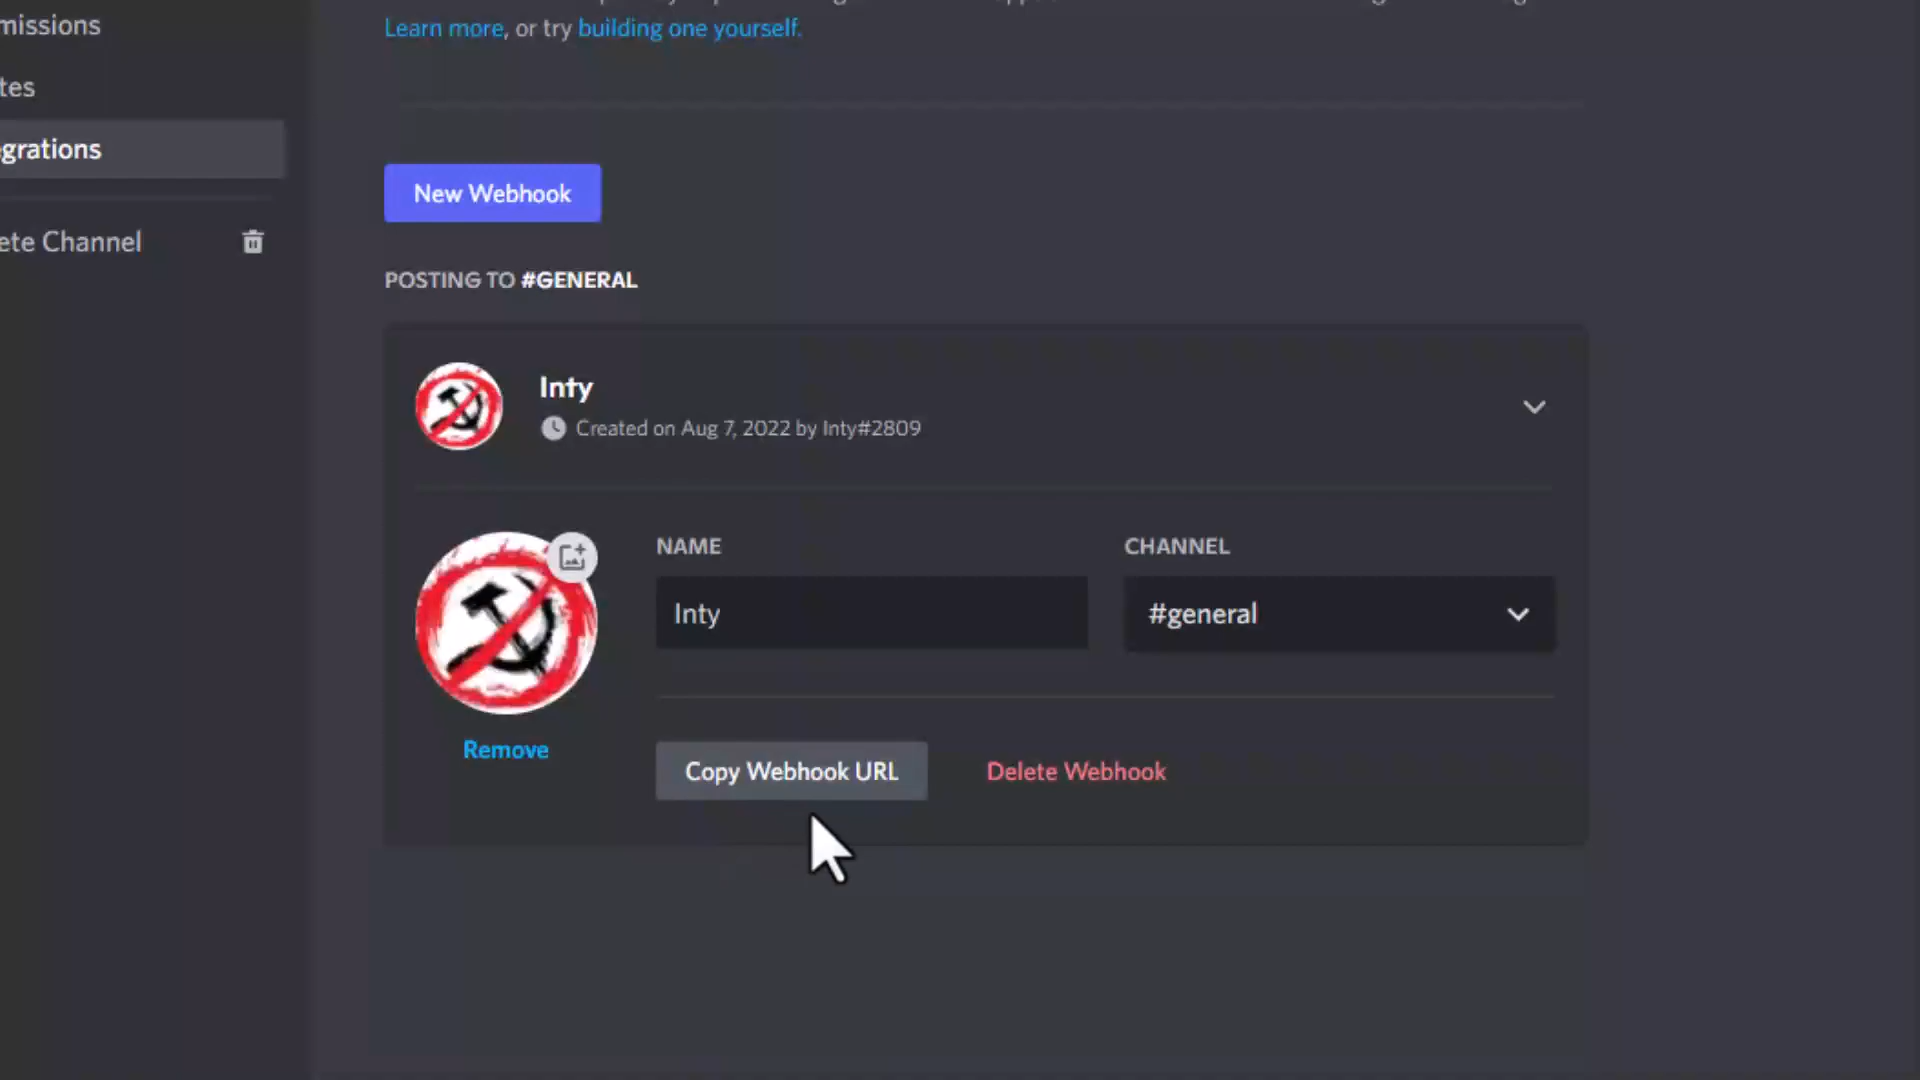 missions
Learn more, or try building one yourself.
tes
grations
New Webhook
ete Channel
POSTING TO #GENERAL
Inty
Created on Aug 7, 2022 by Inty#2809
NAME
CHANNEL
Inty
#general
Remove
Copy Webhook URL
Delete Webhook